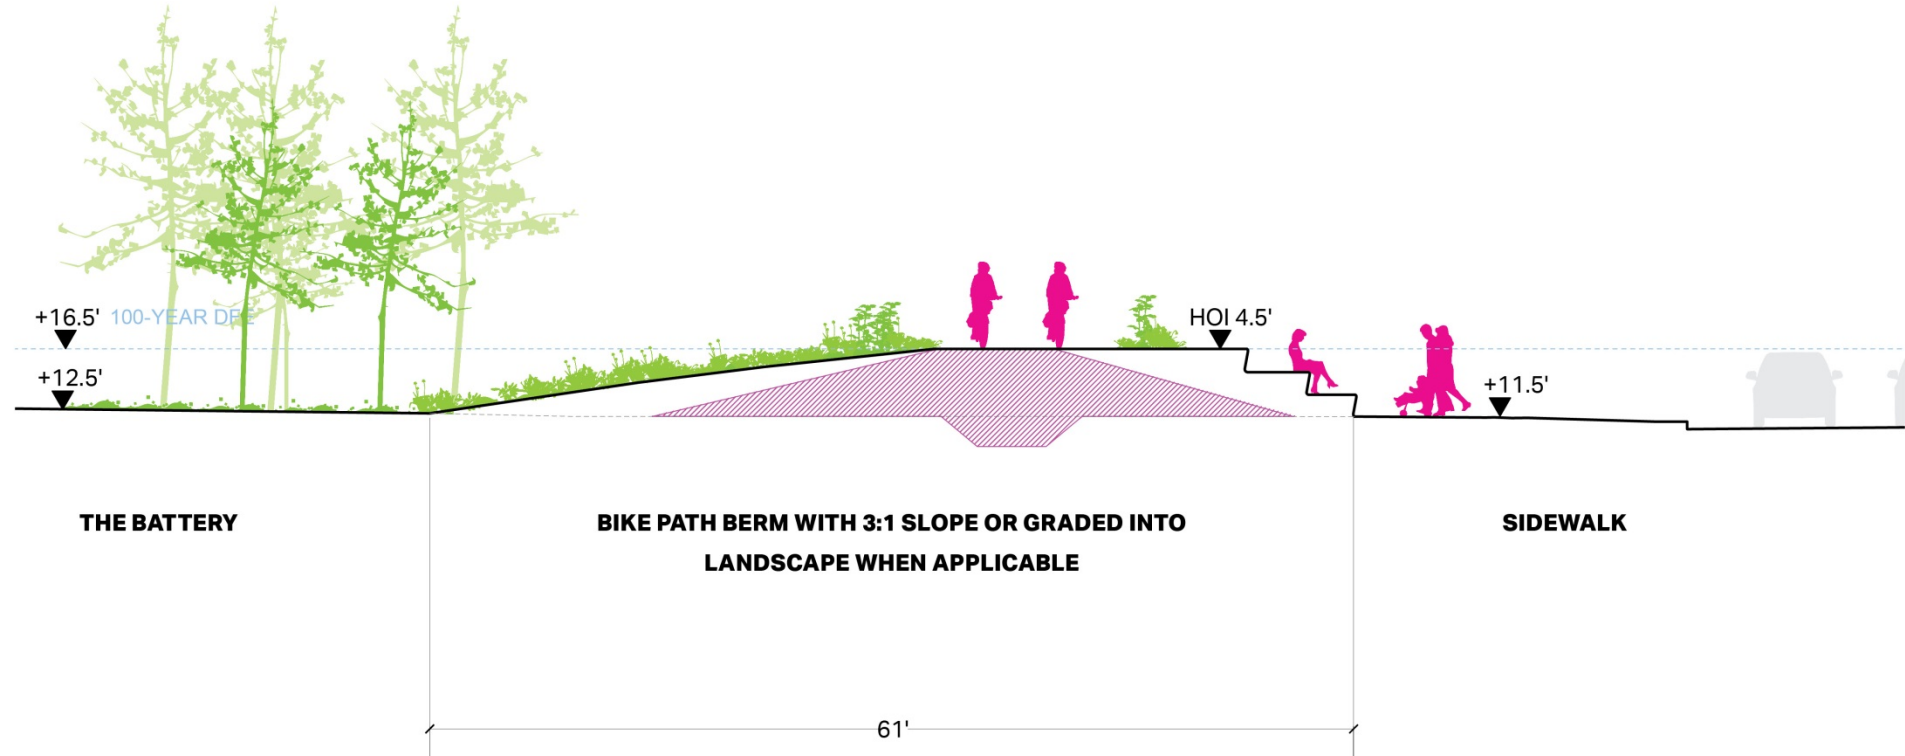 +16.5' 100-YEAR DFE
HOI 4.5'
+12.5'
+11.5'
THE BATTERY
BIKE PATH BERM WITH 3:1 SLOPE OR GRADED INTO
LANDSCAPE WHEN APPLICABLE
SIDEWALK
61'